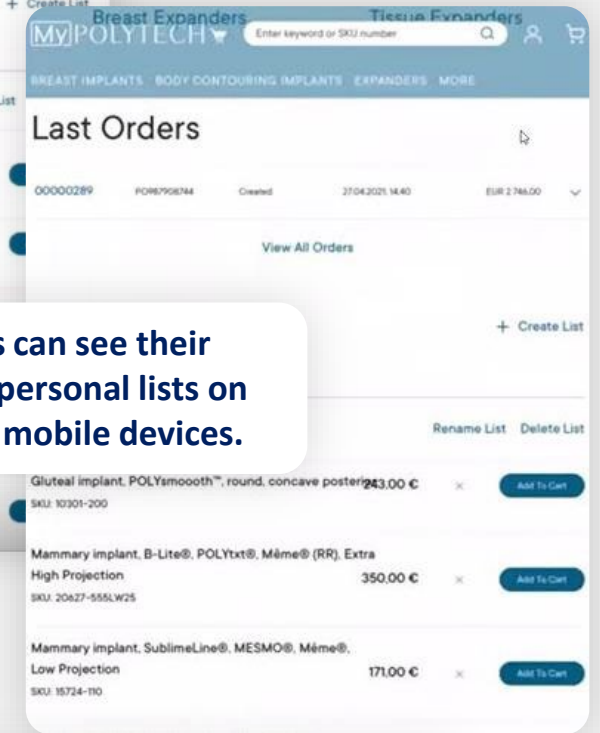 + Create List
Breast Expanders Tissue Expanders
MyPOLYTECH Enter keyword or SKU number
BREAST IMPLANTS BODY CONTOURING IMPLANTS EXPANDERS MORE
Last Orders
00000289 PO987908744 Created 27.04.2021, 14:40 EUR 2 746.00
View All Orders
+ Create List
s can see their
personal lists on
mobile devices.
Rename List Delete List
Gluteal implant, POLYsmoooth™, round, concave posterior 243,00 € × Add To Cart
SKU: 10301-200
Mammary implant, B-Lite®, POLYtxt®, Même® (RR), Extra
High Projection 350,00 € × Add To Cart
SKU: 20627-555LW25
Mammary implant, SublimeLine®, MESMO®, Même®,
Low Projection 171,00 € × Add To Cart
SKU: 15724-110